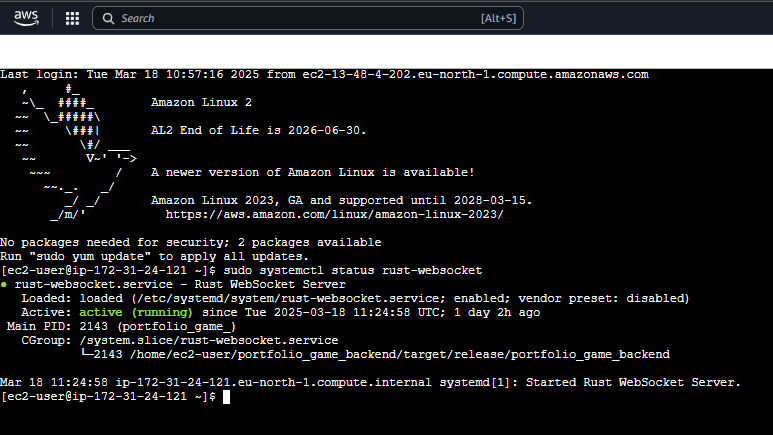 aws Search [Alt+S]
Last login: Tue Mar 18 10:57:16 2025 from ec2-13-48-4-202.eu-north-1.compute.amazonaws.com
   ,     #_
   ~\_  ####_        Amazon Linux 2
  ~~  \_#####\
  ~~     \###|       AL2 End of Life is 2026-06-30.
  ~~       \#/ ___
   ~~       V~' '->
    ~~~         /    A newer version of Amazon Linux is available!
      ~~._.   _/
         _/ _/       Amazon Linux 2023, GA and supported until 2028-03-15.
       _/m/'           https://aws.amazon.com/linux/amazon-linux-2023/
No packages needed for security; 2 packages available
Run "sudo yum update" to apply all updates.
[ec2-user@ip-172-31-24-121 ~]$ sudo systemctl status rust-websocket
● rust-websocket.service - Rust WebSocket Server
   Loaded: loaded (/etc/systemd/system/rust-websocket.service; enabled; vendor preset: disabled)
   Active: active (running) since Tue 2025-03-18 11:24:58 UTC; 1 day 2h ago
 Main PID: 2143 (portfolio_game_)
   CGroup: /system.slice/rust-websocket.service
           └─2143 /home/ec2-user/portfolio_game_backend/target/release/portfolio_game_backend
Mar 18 11:24:58 ip-172-31-24-121.eu-north-1.compute.internal systemd[1]: Started Rust WebSocket Server.
[ec2-user@ip-172-31-24-121 ~]$